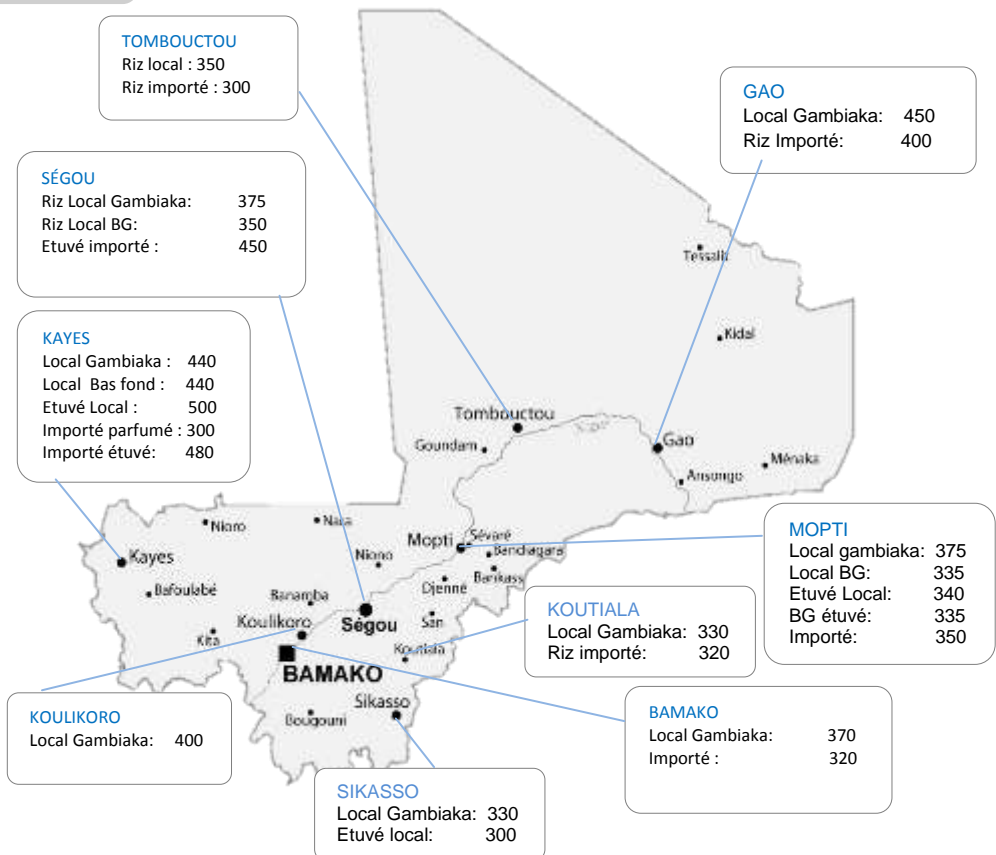 TOMBOUCTOU
Riz local : 350
Riz importé : 300
GAO
Local Gambiaka: 450
Riz Importé: 400
SÉGOU
Riz Local Gambiaka: 375
Riz Local BG: 350
Etuvé importé : 450
KAYES
Local Gambiaka : 440
Local Bas fond : 440
Etuvé Local : 500
Importé parfumé : 300
Importé étuvé: 480
Tessalit
Kidal
Tombouctou
Niger
Goundam
Gao
Ansongo
Ménaka
Nioro
Nara
Mopti
Sévaré
Bandiagara
Kayes
Niono
Bankass
Bafoulabé
Djenné
Banamba
Ségou
San
Koulikoro
Kita
Koutiala
BAMAKO
Sikasso
Bougouni
MOPTI
Local gambiaka: 375
Local BG: 335
Etuvé Local: 340
BG étuvé: 335
Importé: 350
KOUTIALA
Local Gambiaka: 330
Riz importé: 320
KOULIKORO
Local Gambiaka: 400
BAMAKO
Local Gambiaka: 370
Importé : 320
SIKASSO
Local Gambiaka: 330
Etuvé local: 300